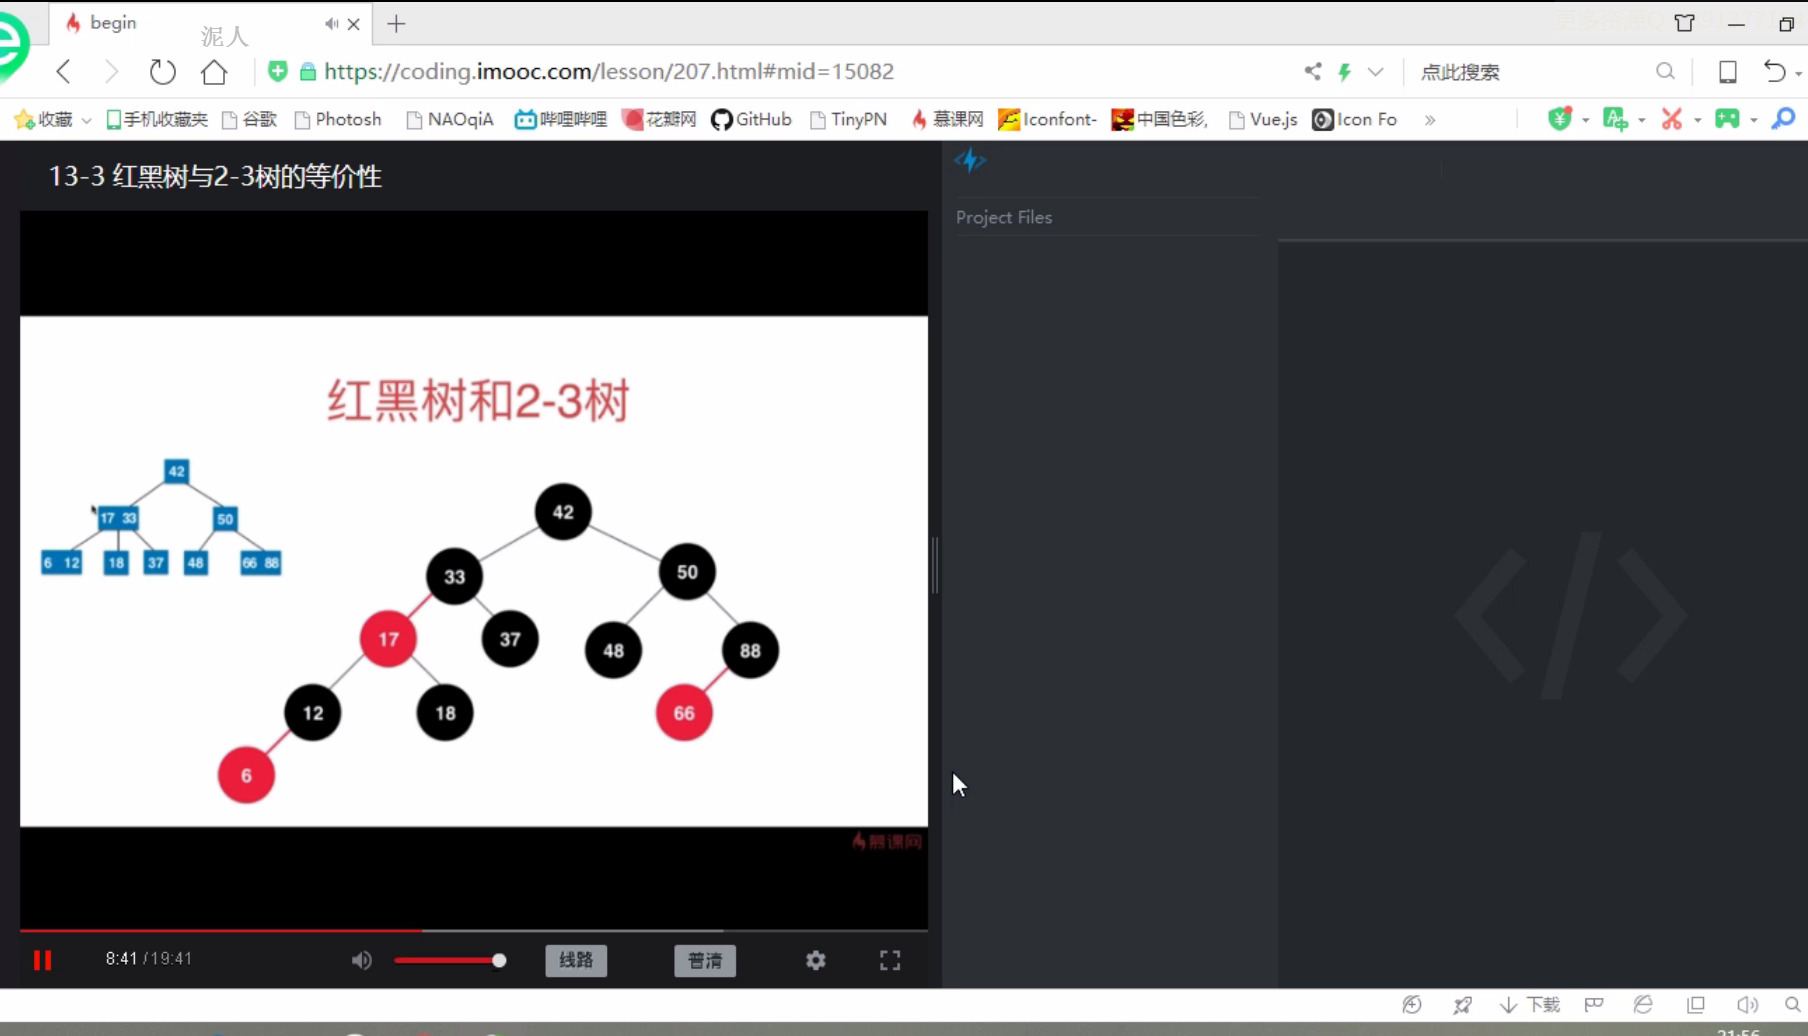 begin
泥人
https://coding.imooc.com/lesson/207.html#mid=15082
点此搜索
收藏 手机收藏夹 谷歌 Photosh NAOqiA 哔哩哔哩 花瓣网 GitHub TinyPN 慕课网 Iconfont- 中国色彩, Vue.js Icon Fo »
13-3 红黑树与2-3树的等价性
Project Files
红黑树和2-3树
42
17 33 50
6 12 18 37 48 66 88
42
33 50
17 37 48 88
12 18 66
6
慕课网
8:41 / 19:41 线路 普清
下载
21:56